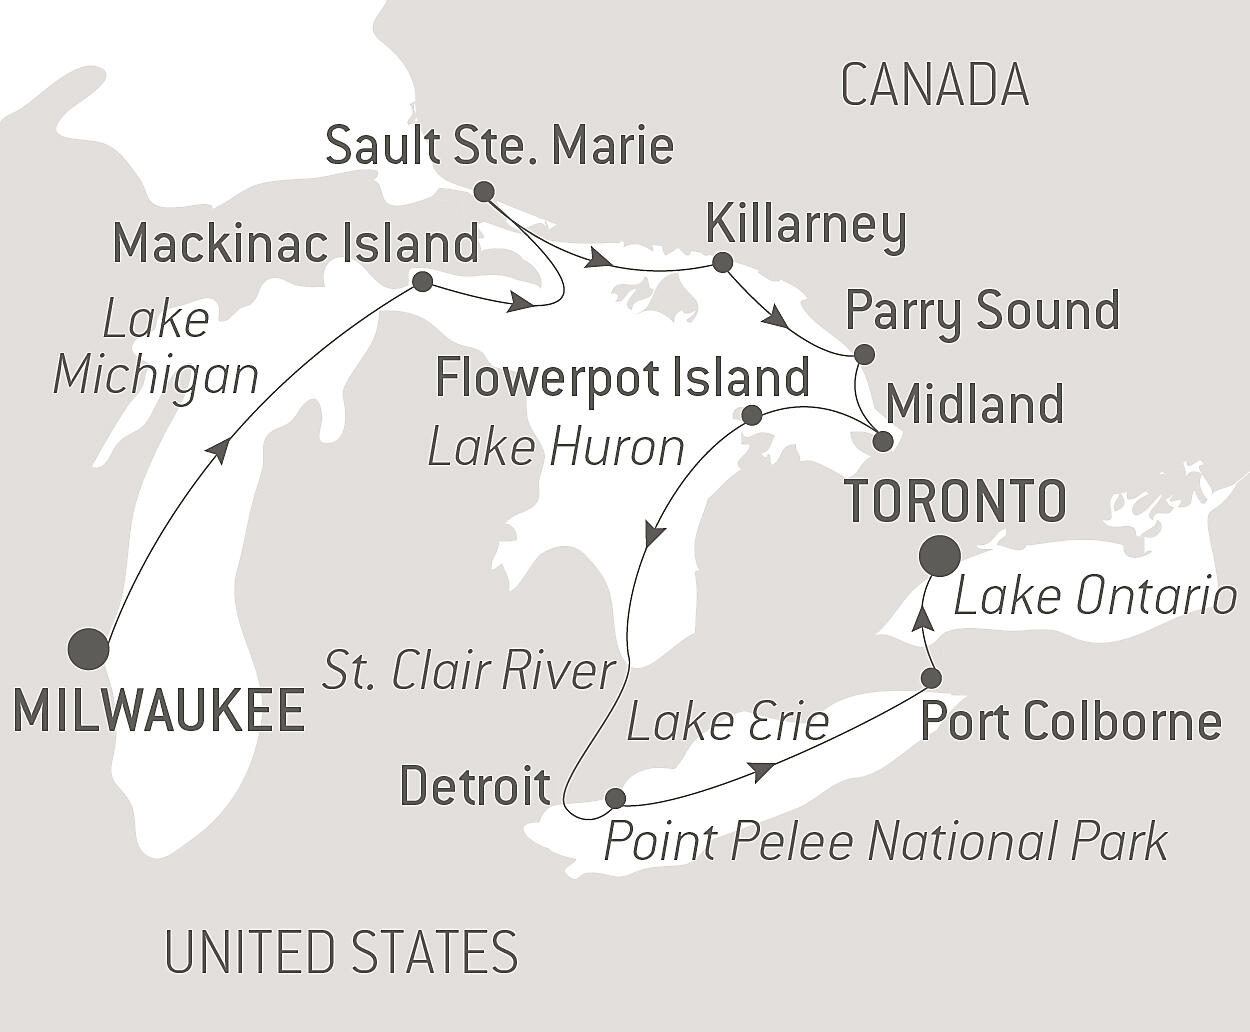 CANADA
Sault Ste. Marie
Killarney
Mackinac Island
Lake
Michigan
Parry Sound
Flowerpot Island
Midland
Lake Huron
TORONTO
Lake Ontario
St. Clair River
MILWAUKEE
Lake Erie
Port Colborne
Detroit
Point Pelee National Park
UNITED STATES